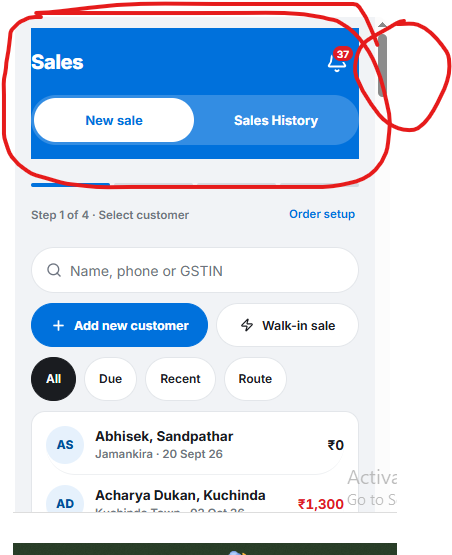 Sales
37
New sale
Sales History
Step 1 of 4 · Select customer
Order setup
Name, phone or GSTIN
+ Add new customer
Walk-in sale
All
Due
Recent
Route
AS
Abhisek, Sandpathar
₹0
Jamankira · 20 Sept 26
AD
Acharya Dukan, Kuchinda
₹1,300
Activa
Go to S